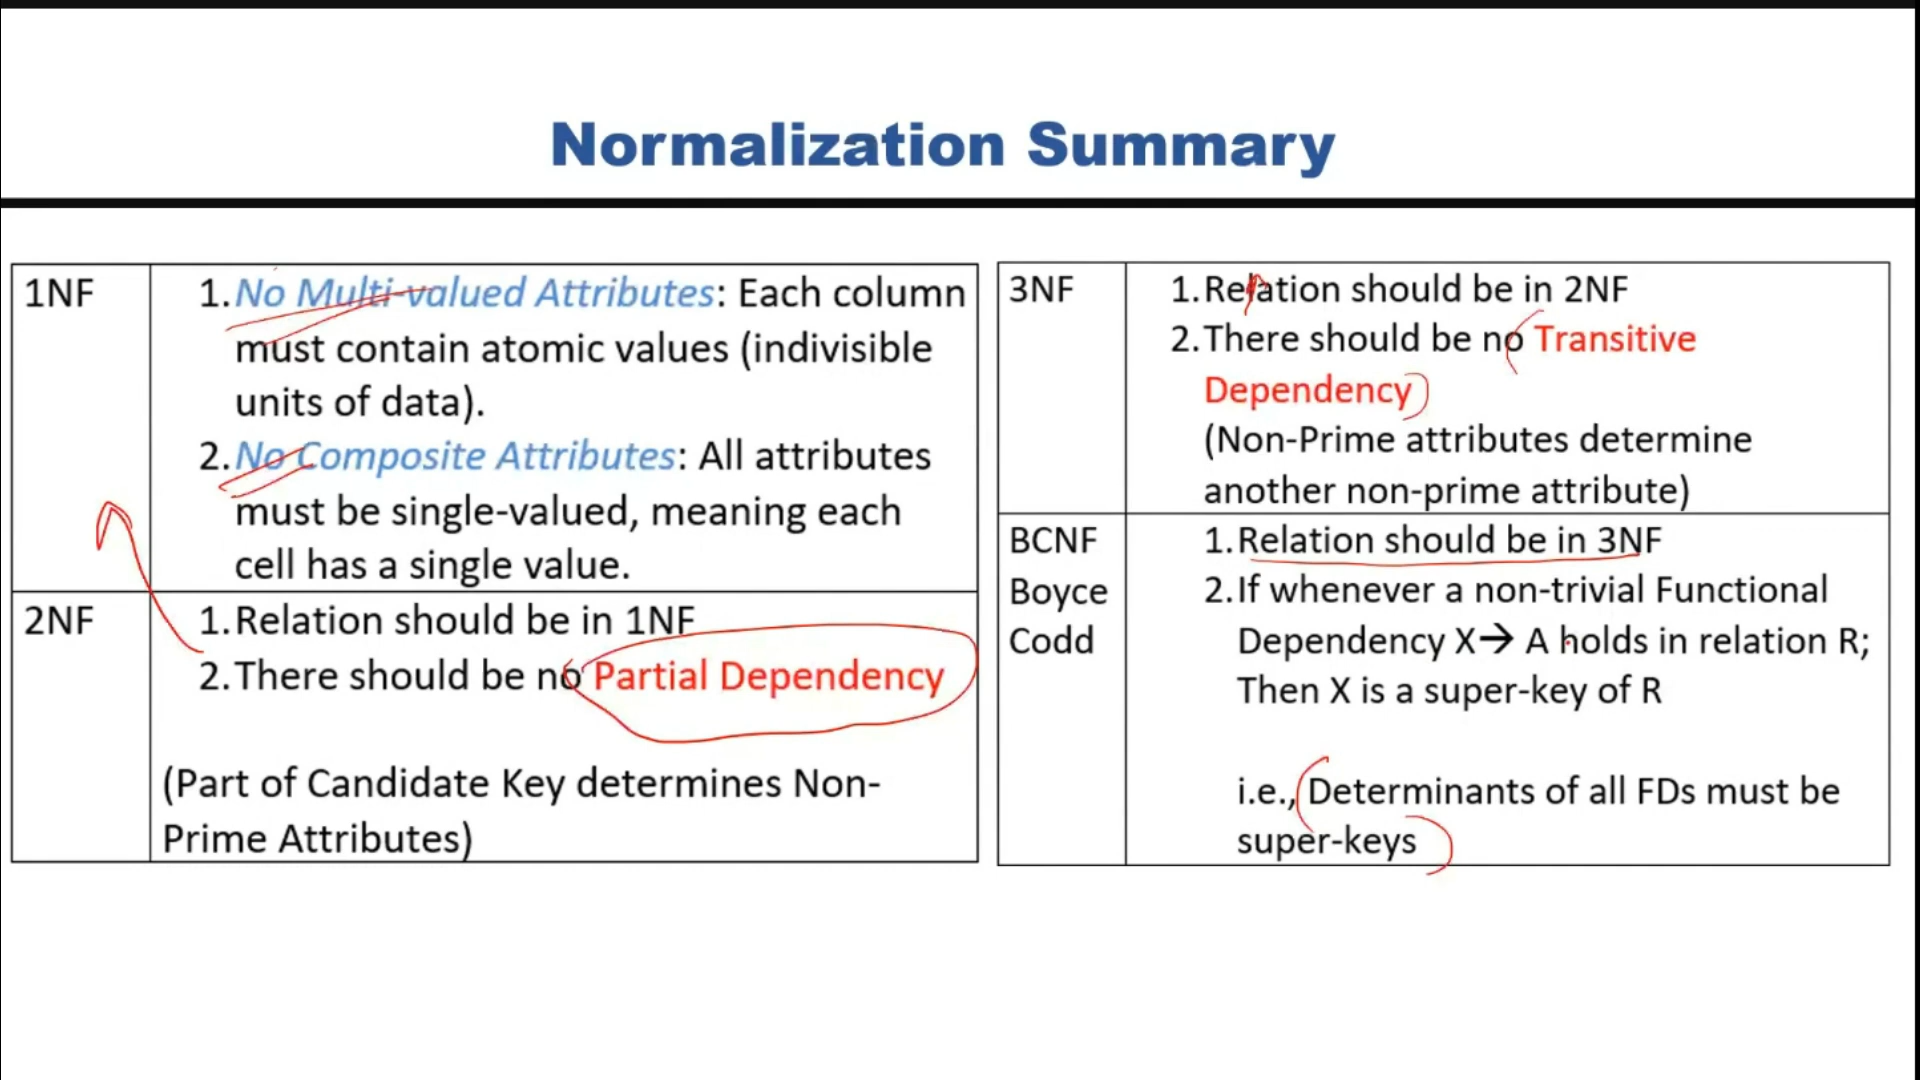 Normalization Summary
1NF
1. No Multi-valued Attributes: Each column
must contain atomic values (indivisible
units of data).
2. No Composite Attributes: All attributes
must be single-valued, meaning each
cell has a single value.
2NF
1. Relation should be in 1NF
2. There should be no Partial Dependency
(Part of Candidate Key determines Non-
Prime Attributes)
3NF
1. Relation should be in 2NF
2. There should be no Transitive
Dependency
(Non-Prime attributes determine
another non-prime attribute)
BCNF
Boyce
Codd
1. Relation should be in 3NF
2. If whenever a non-trivial Functional
Dependency X→ A holds in relation R;
Then X is a super-key of R
i.e., Determinants of all FDs must be
super-keys